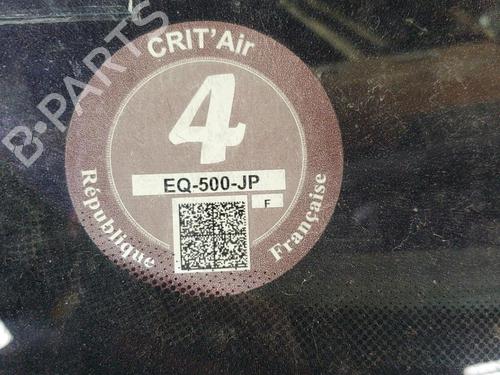 B-PARTS
CRIT'Air
4
EQ-500-JP
F
République
Française